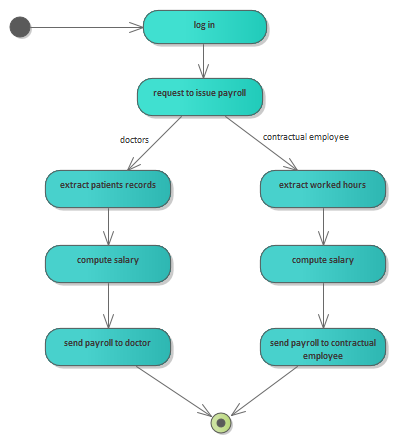 log in
request to issue payroll
doctors
contractual employee
extract patients records
extract worked hours
compute salary
compute salary
send payroll to doctor
send payroll to contractual
employee